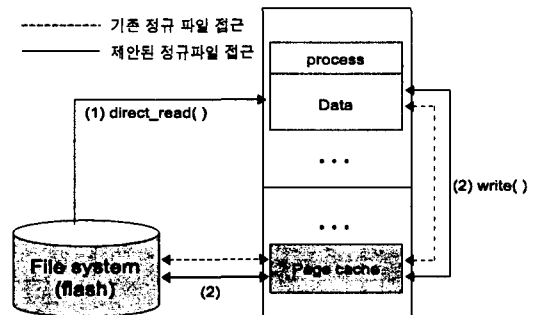 기존 정규 파일 접근
제안된 정규파일 접근
process
Data
(1) direct_read( )
...
(2) write( )
...
Page cache
File system
(flash)
(2)